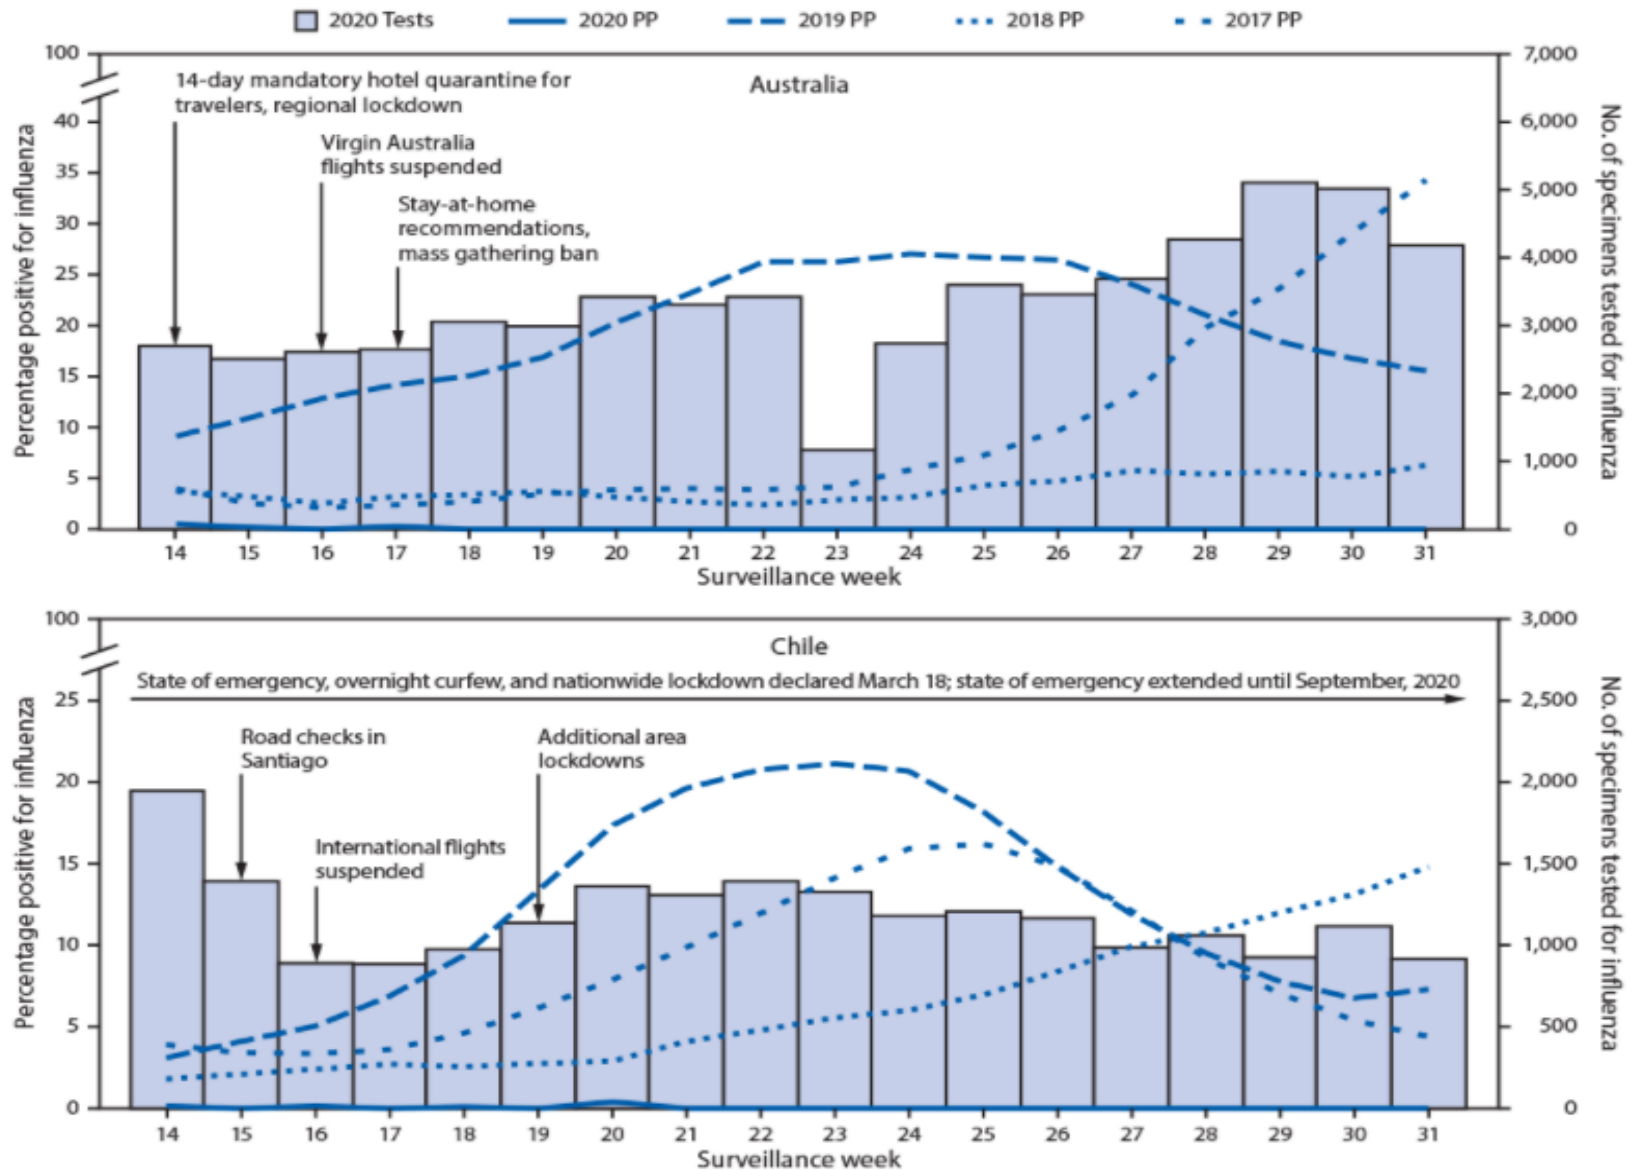 2020 Tests 2020 PP 2019 PP 2018 PP 2017 PP
Australia
14-day mandatory hotel quarantine for
travelers, regional lockdown
Virgin Australia
flights suspended
Stay-at-home
recommendations,
mass gathering ban
Percentage positive for influenza
100
40
35
30
25
20
15
10
5
0
No. of specimens tested for influenza
7,000
6,000
5,000
4,000
3,000
2,000
1,000
0
14 15 16 17 18 19 20 21 22 23 24 25 26 27 28 29 30 31
Surveillance week
Chile
State of emergency, overnight curfew, and nationwide lockdown declared March 18; state of emergency extended until September, 2020
Road checks in
Santiago
International flights
suspended
Additional area
lockdowns
Percentage positive for influenza
100
25
20
15
10
5
0
No. of specimens tested for influenza
3,000
2,500
2,000
1,500
1,000
500
0
14 15 16 17 18 19 20 21 22 23 24 25 26 27 28 29 30 31
Surveillance week